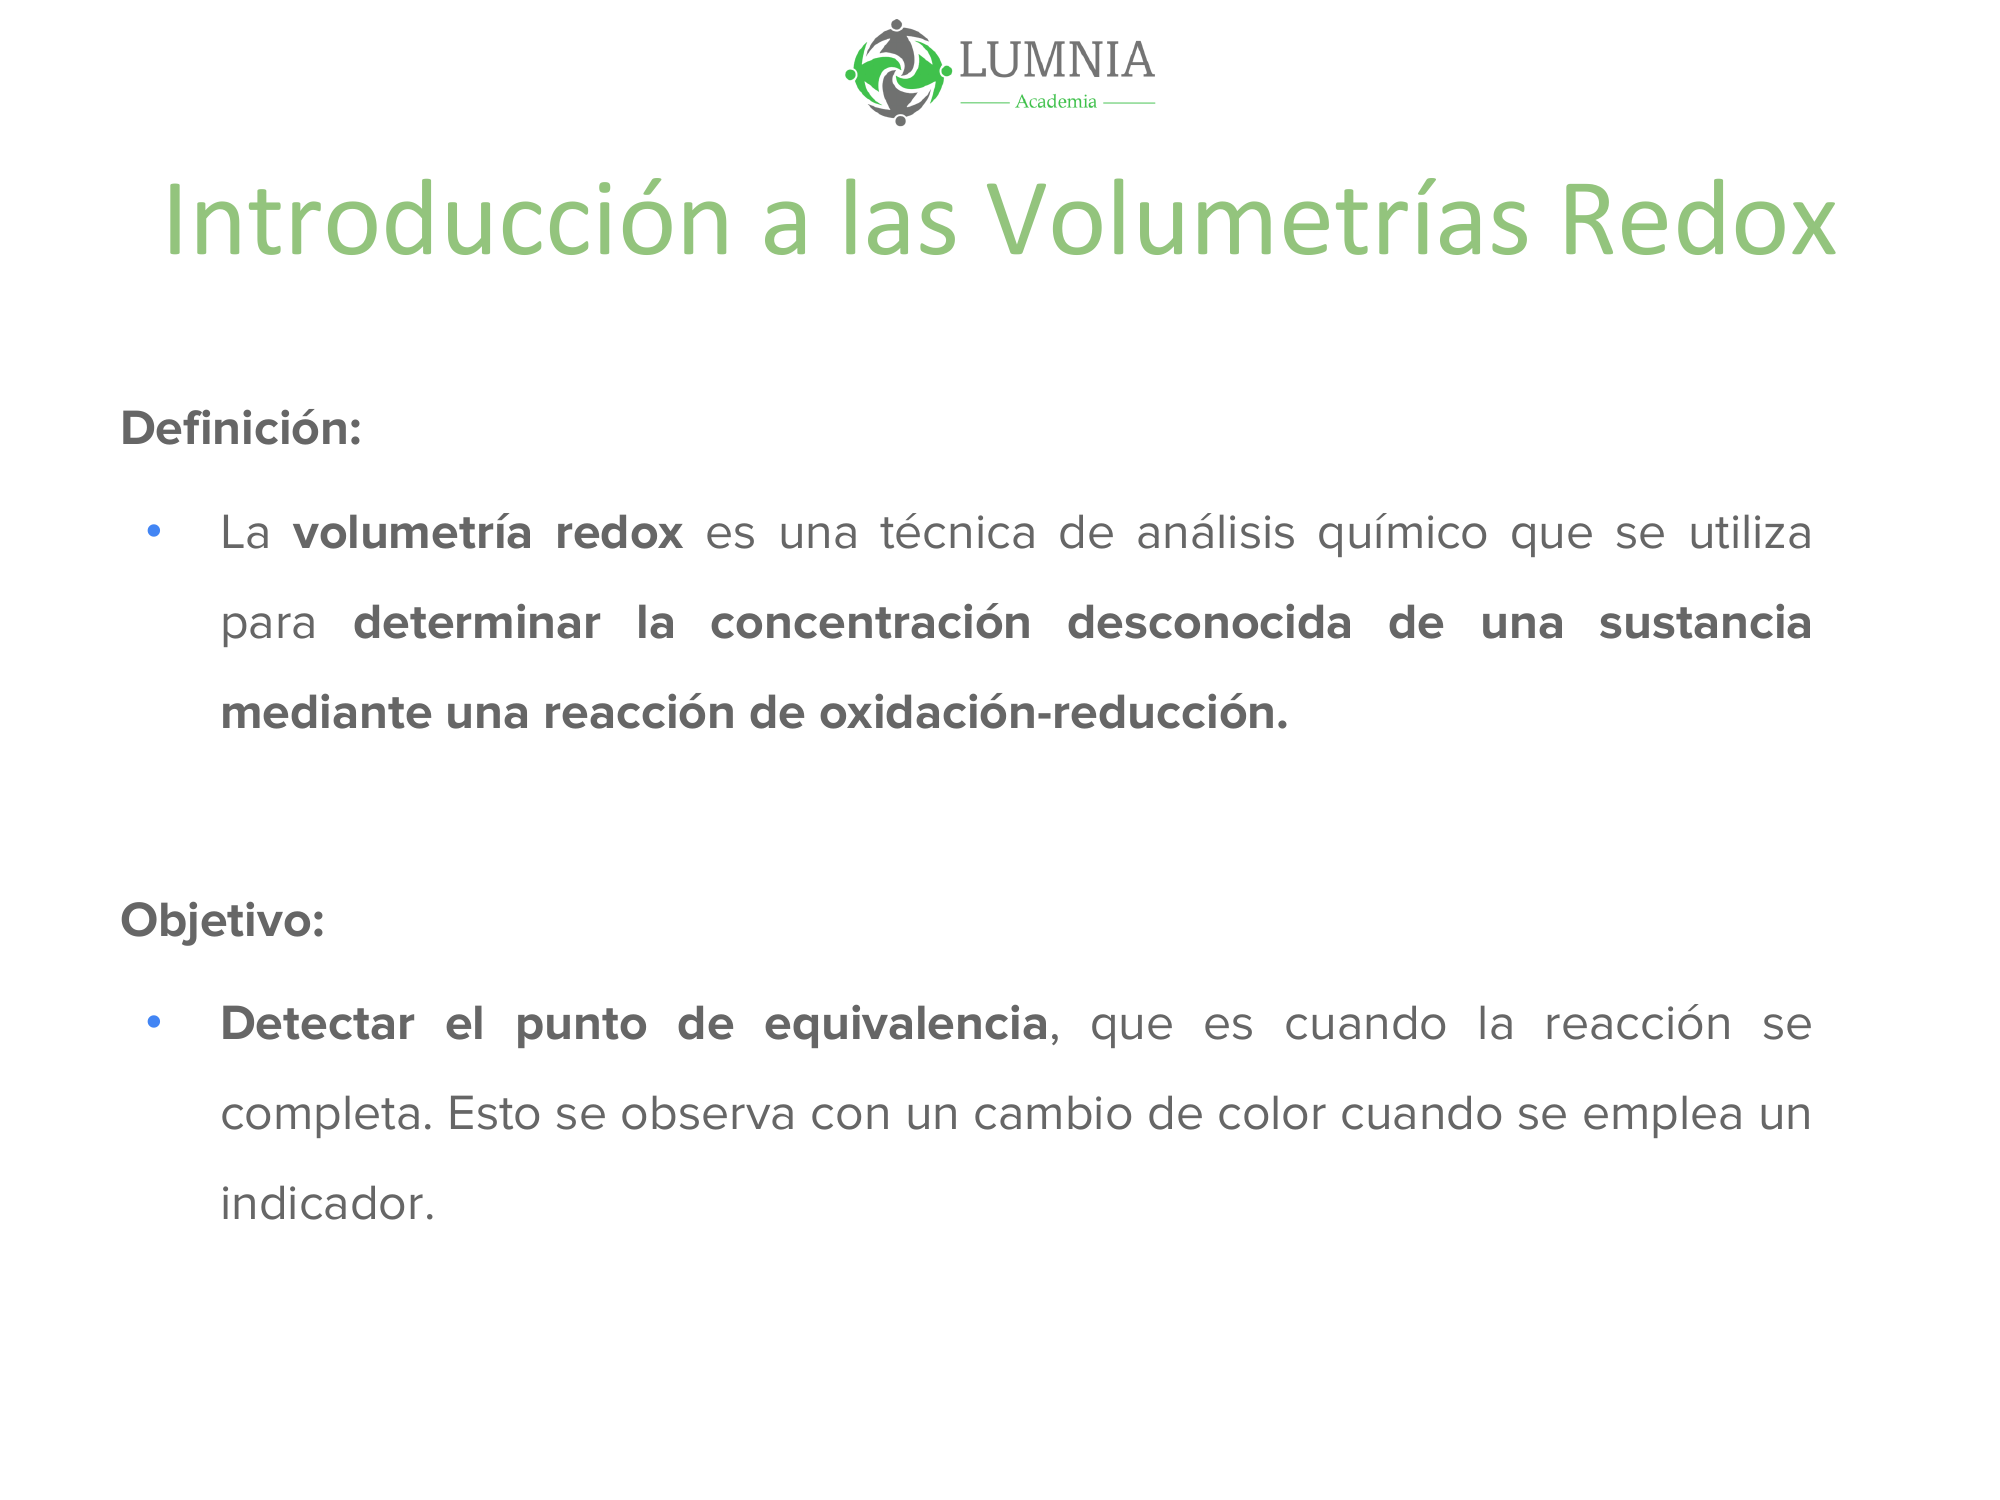 LUMNIA
Academia
Introducción a las Volumetrías Redox
Definición:
• La volumetría redox es una técnica de análisis químico que se utiliza
para determinar la concentración desconocida de una sustancia
mediante una reacción de oxidación-reducción.
Objetivo:
• Detectar el punto de equivalencia, que es cuando la reacción se
completa. Esto se observa con un cambio de color cuando se emplea un
indicador.